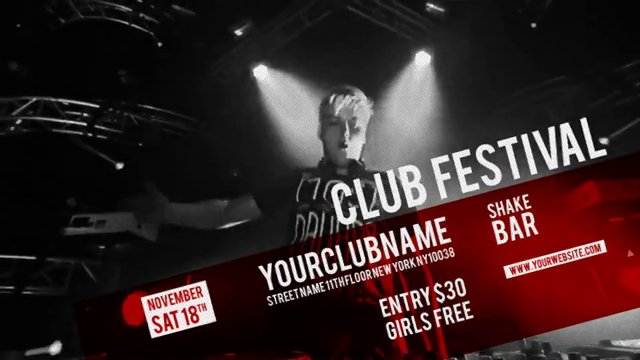 CLUB FESTIVAL
YOURCLUBNAME
STREET NAME 11TH FLOOR NEW YORK NY10038
SHAKE
BAR
WWW.YOURWEBSITE.COM
NOVEMBER
SAT 18TH
ENTRY $30
GIRLS FREE